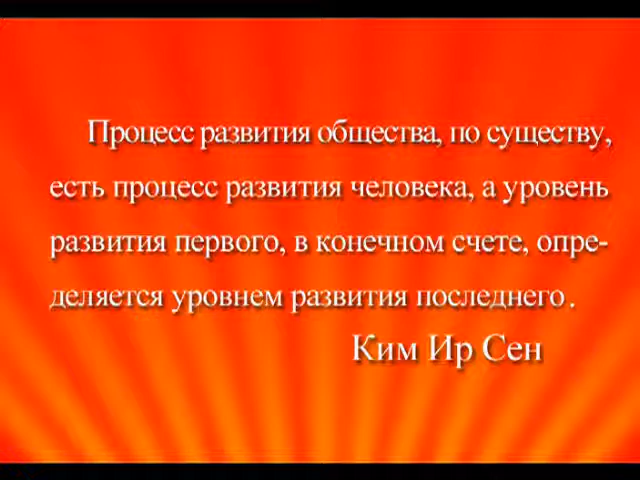 Процесс развития общества, по существу,
есть процесс развития человека, а уровень
развития первого, в конечном счете, опре-
деляется уровнем развития последнего.
Ким Ир Сен